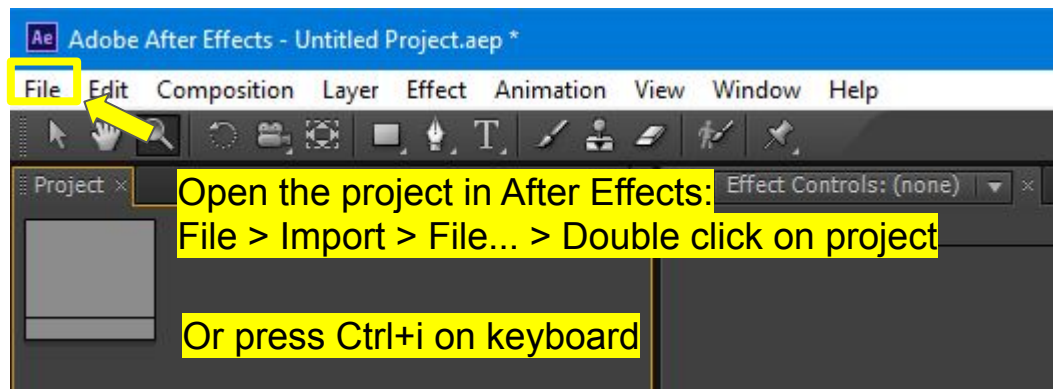 Ae Adobe After Effects - Untitled Project.aep *
File Edit Composition Layer Effect Animation View Window Help
T
Project × Effect Controls: (none) ▼ ×
Open the project in After Effects:
File > Import > File... > Double click on project
Or press Ctrl+i on keyboard